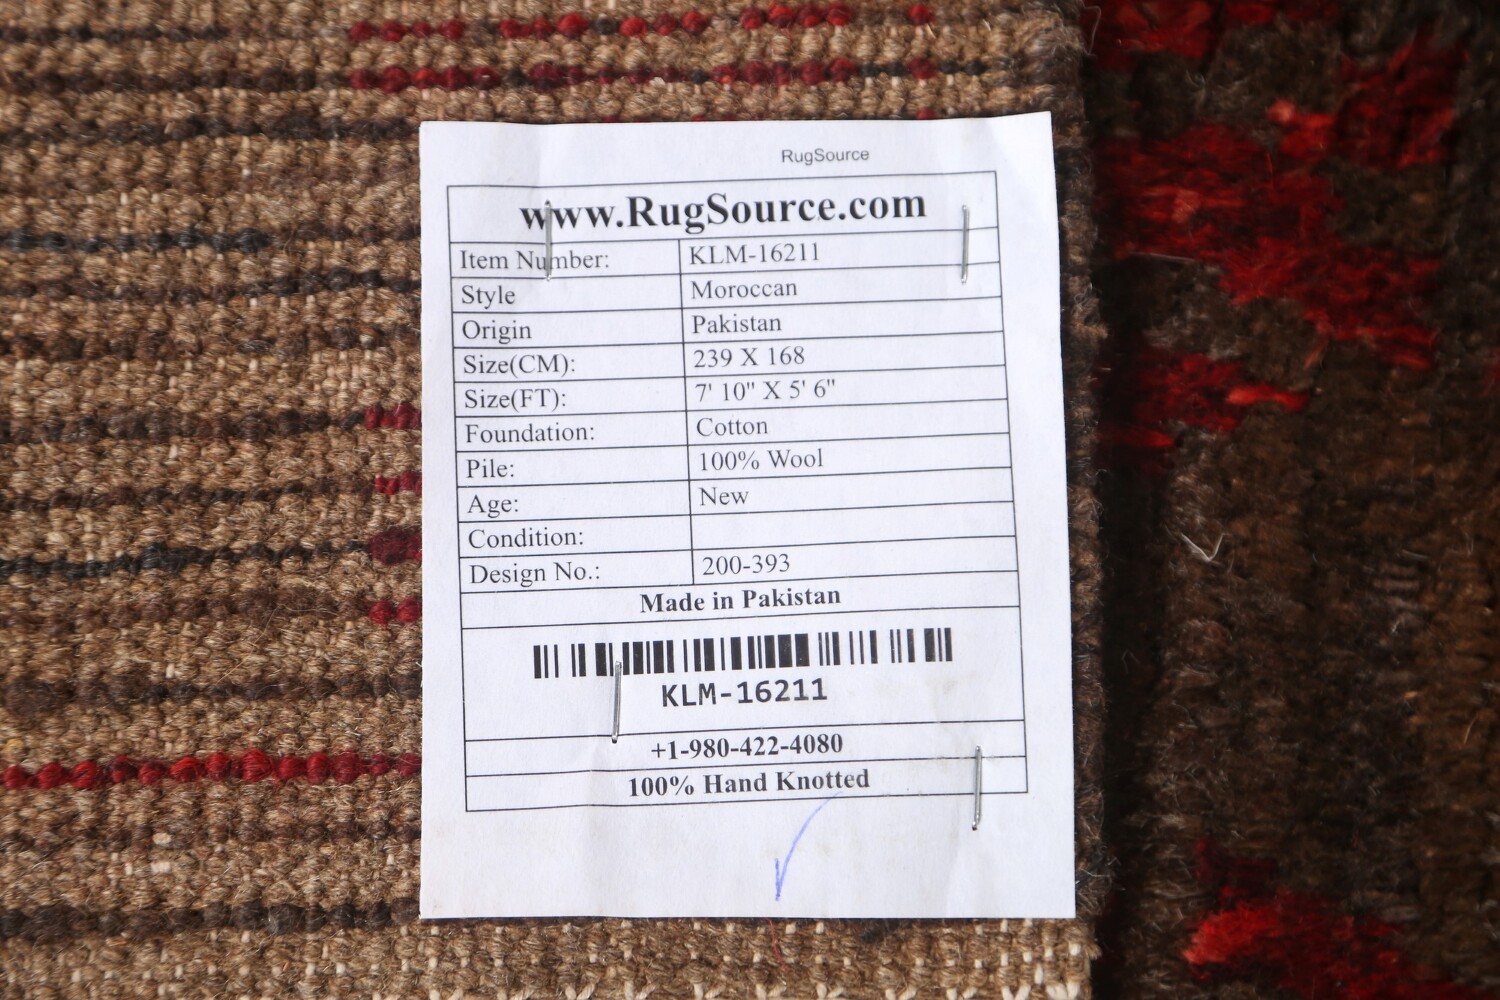 RugSource
www.RugSource.com
Item Number: KLM-16211
Style Moroccan
Origin Pakistan
Size(CM): 239 X 168
Size(FT): 7' 10" X 5' 6"
Foundation: Cotton
Pile: 100% Wool
Age: New
Condition:
Design No.: 200-393
Made in Pakistan
KLM-16211
+1-980-422-4080
100% Hand Knotted